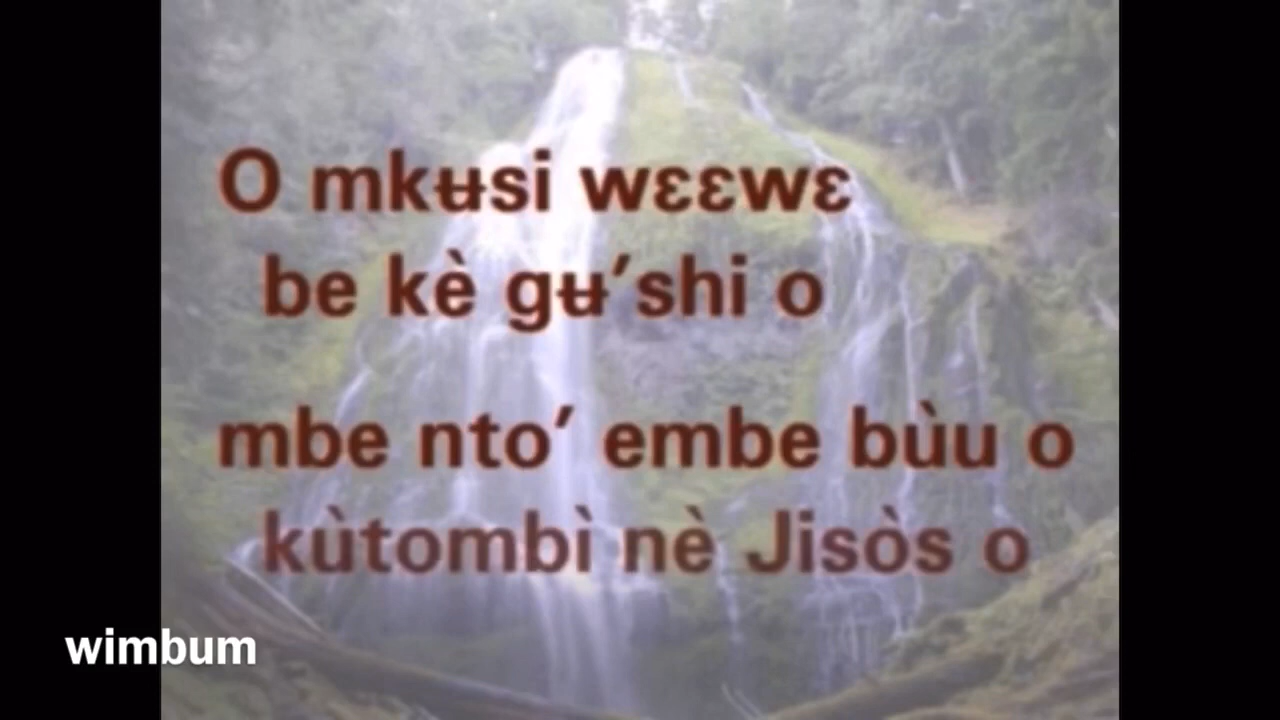 O mkʉsi wɛɛwɛ
be kè gʉ’shi o
mbe nto’ embe bùu o
kùtombì nè Jisòs o
wimbum